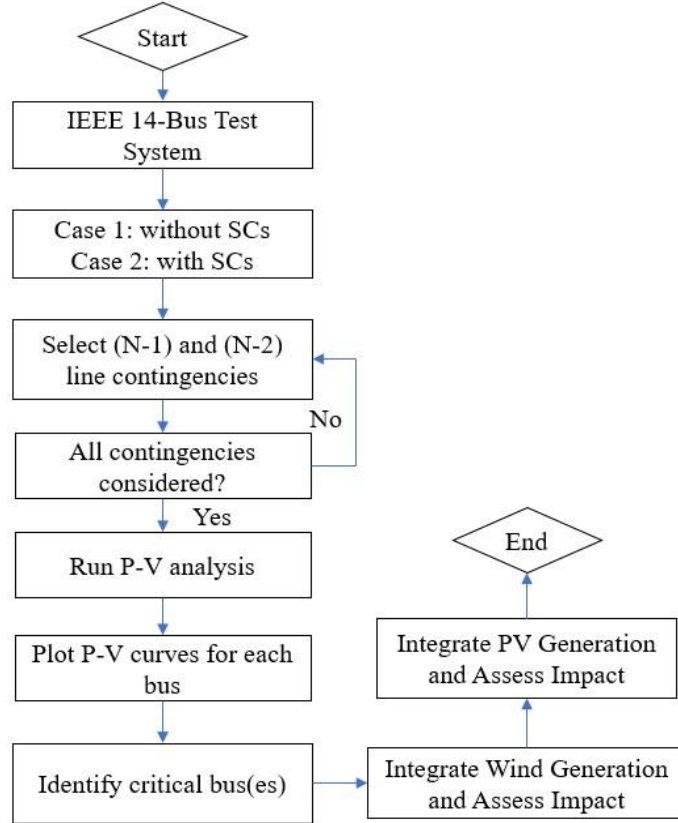 Start
IEEE 14-Bus Test
System
Case 1: without SCs
Case 2: with SCs
Select (N-1) and (N-2)
line contingencies
No
All contingencies
considered?
Yes
Run P-V analysis
Plot P-V curves for each
bus
Identify critical bus(es)
Integrate Wind Generation
and Assess Impact
Integrate PV Generation
and Assess Impact
End